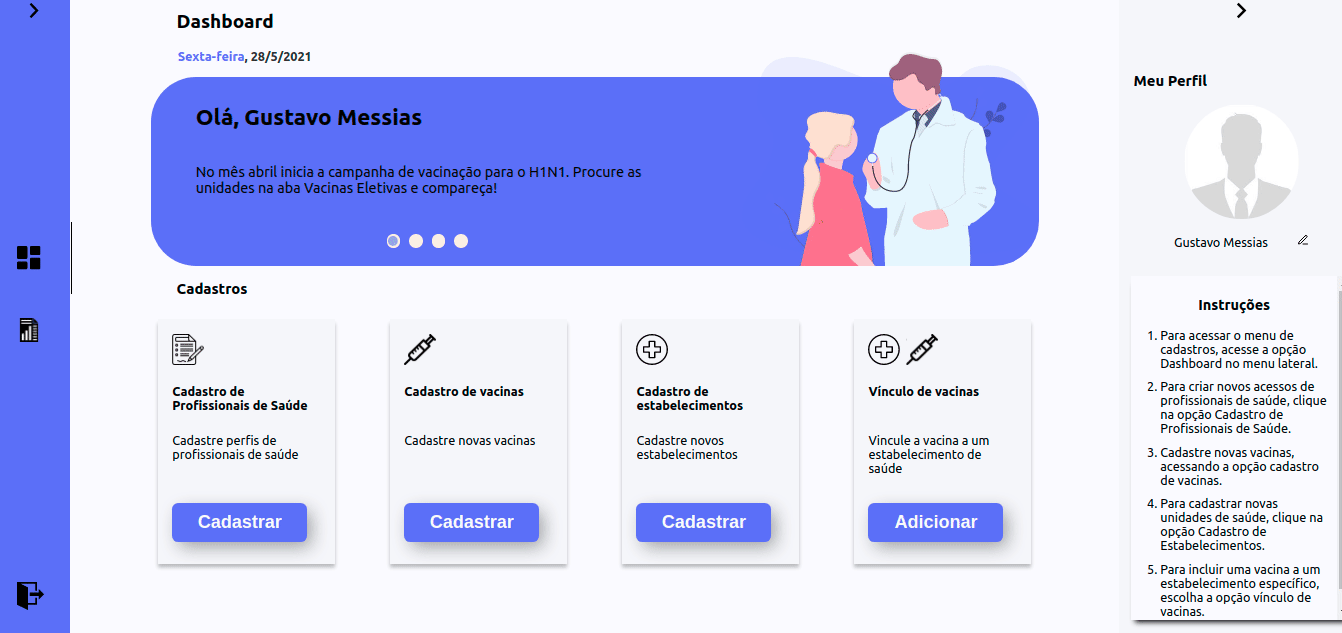 Dashboard
Sexta-feira, 28/5/2021
Olá, Gustavo Messias
No mês abril inicia a campanha de vacinação para o H1N1. Procure as
unidades na aba Vacinas Eletivas e compareça!
Cadastros
Cadastro de
Profissionais de Saúde
Cadastre perfis de
profissionais de saúde
Cadastrar
Cadastro de vacinas
Cadastre novas vacinas
Cadastrar
Cadastro de
estabelecimentos
Cadastre novos
estabelecimentos
Cadastrar
Vínculo de vacinas
Vincule a vacina a um
estabelecimento de
saúde
Adicionar
Meu Perfil
Gustavo Messias
Instruções
1. Para acessar o menu de
cadastros, acesse a opção
Dashboard no menu lateral.
2. Para criar novos acessos de
profissionais de saúde, clique
na opção Cadastro de
Profissionais de Saúde.
3. Cadastre novas vacinas,
acessando a opção cadastro
de vacinas.
4. Para cadastrar novas
unidades de saúde, clique na
opção Cadastro de
Estabelecimentos.
5. Para incluir uma vacina a um
estabelecimento específico,
escolha a opção vínculo de
vacinas.